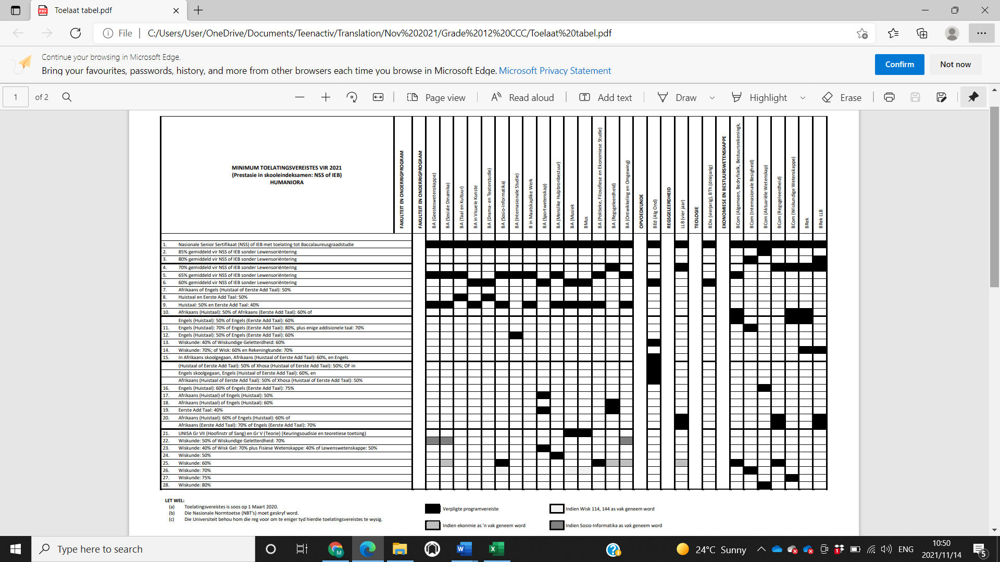 Toelaat tabel.pdf
File
C:/Users/User/OneDrive/Documents/Teenactiv/Translation/Nov%202021/Grade%2012%20CCC/Toelaat%20tabel.pdf
Continue your browsing in Microsoft Edge.
Bring your favourites, passwords, history, and more from other browsers each time you browse in Microsoft Edge. Microsoft Privacy Statement
Confirm
Not now
1 of 2
Page view
Read aloud
Add text
Draw
Highlight
Erase
MINIMUM TOELATINGSVEREISTES VIR 2021
(Prestasie in skooleindeksamen: NSS of IEB)
HUMANIORA
FAKULTEIT EN ONDERRIGPROGRAM
FAKULTEIT EN ONDERRIGPROGRAM
BA (Geesteswetenskappe)
BA (Sosiale Dinamika)
BA (Taal en Kultuur)
BA in Visuele Kunste
BA (Drama- en Teaterstudie)
BA (Sosio-Informatika)
BA (Internasionale Studie)
B in Maatskaplike Werk
BA (Sportwetenskap)
BA (Menslike Hulpbronbestuur)
BA (Musiek
BMus
BA (Politieke, Filosofiese en Ekonomiese Studie)
BA (Regsgeleerdheid)
BA (Ontwikkeling en Omgewing)
OPVOEDKUNDE
BEd (Alg Ond)
REGSGELEERDHEID
LLB (vier jaar)
TEOLOGIE
BDiv (vierjarig), BTh (driejarig)
EKONOMIESE EN BESTUURSWETENSKAPPE
BCom (Algemeen, Bedryfsielk, Bestuursrekeningk,
BCom (Internasionale Besigheid)
BCom (Aktuariële Wetenskap)
BCom (Regsgeleerdheid)
BCom (Wiskundige Wetenskappe)
BRek
BRek LLB
1. Nasionale Senior Sertifikaat (NSS) of IEB met toelating tot Baccalaureusgraadstudie
2. 85% gemiddeld vir NSS of IEB sonder Lewensoriëntering
3. 80% gemiddeld vir NSS of IEB sonder Lewensoriëntering
4. 70% gemiddeld vir NSS of IEB sonder Lewensoriëntering
5. 65% gemiddeld vir NSS of IEB sonder Lewensoriëntering
6. 60% gemiddeld vir NSS of IEB sonder Lewensoriëntering
7. Afrikaans of Engels (Huistaal of Eerste Add Taal): 50%
8. Huistaal en Eerste Add Taal: 50%
9. Huistaal: 50% en Eerste Add Taal: 40%
10. Afrikaans (Huistaal): 50% of Afrikaans (Eerste Add Taal): 60% of
Engels (Huistaal): 50% of Engels (Eerste Add Taal): 60%
11. Engels (Huistaal): 70% of Engels (Eerste Add Taal): 80%, plus enige addisionele taal: 70%
12. Engels (Huistaal): 50% of Engels (Eerste Add Taal): 60%
13. Wiskunde: 40% of Wiskundige Geletterdheid: 60%
14. Wiskunde: 70%; of Wisk: 60% en Rekeningkunde: 70%
15. In Afrikaans skoolgegaan, Afrikaans (Huistaal of Eerste Add Taal): 60%, en Engels
(Huistaal of Eerste Add Taal): 50% of Xhosa (Huistaal of Eerste Add Taal): 50%; OF in
Engels skoolgegaan, Engels (Huistaal of Eerste Add Taal): 60%, en
Afrikaans (Huistaal of Eerste Add Taal): 50% of Xhosa (Huistaal of Eerste Add Taal): 50%
16. Engels (Huistaal): 60% of Engels (Eerste Add Taal): 75%
17. Afrikaans (Huistaal) of Engels (Huistaal): 50%
18. Afrikaans (Huistaal) of Engels (Huistaal): 60%
19. Eerste Add Taal: 40%
20. Afrikaans (Huistaal): 60% of Engels (Huistaal): 60% of
Afrikaans (Eerste Add Taal): 70% of Engels (Eerste Add Taal): 70%
21. UNISA Gr VII (Hoofinstr of Sang) en Gr V (Teorie) (Keuringsoudisie en teoretiese toetsing)
22. Wiskunde: 50% of Wiskundige Geletterdheid: 70%
23. Wiskunde: 40% of Wisk Gel: 70% plus Fisiese Wetenskappe: 40% of Lewenswetenskappe: 50%
24. Wiskunde: 50%
25. Wiskunde: 60%
26. Wiskunde: 70%
27. Wiskunde: 75%
28. Wiskunde: 80%
LET WEL:
(a) Toelatingsvereistes is soos op 1 Maart 2020.
(b) Die Nasionale Normtoetse (NBT's) moet geskryf word.
(c) Die Universiteit behou hom die reg voor om te eniger tyd hierdie toelatingsvereistes te wysig.
Verpligte programvereiste
Indien Wisk 114, 144 as vak geneem word
Indien ekonmie as 'n vak geneem word
Indien Sosio-Informatika as vak geneem word
Type here to search
24°C Sunny
ENG
10:50
2021/11/14
5